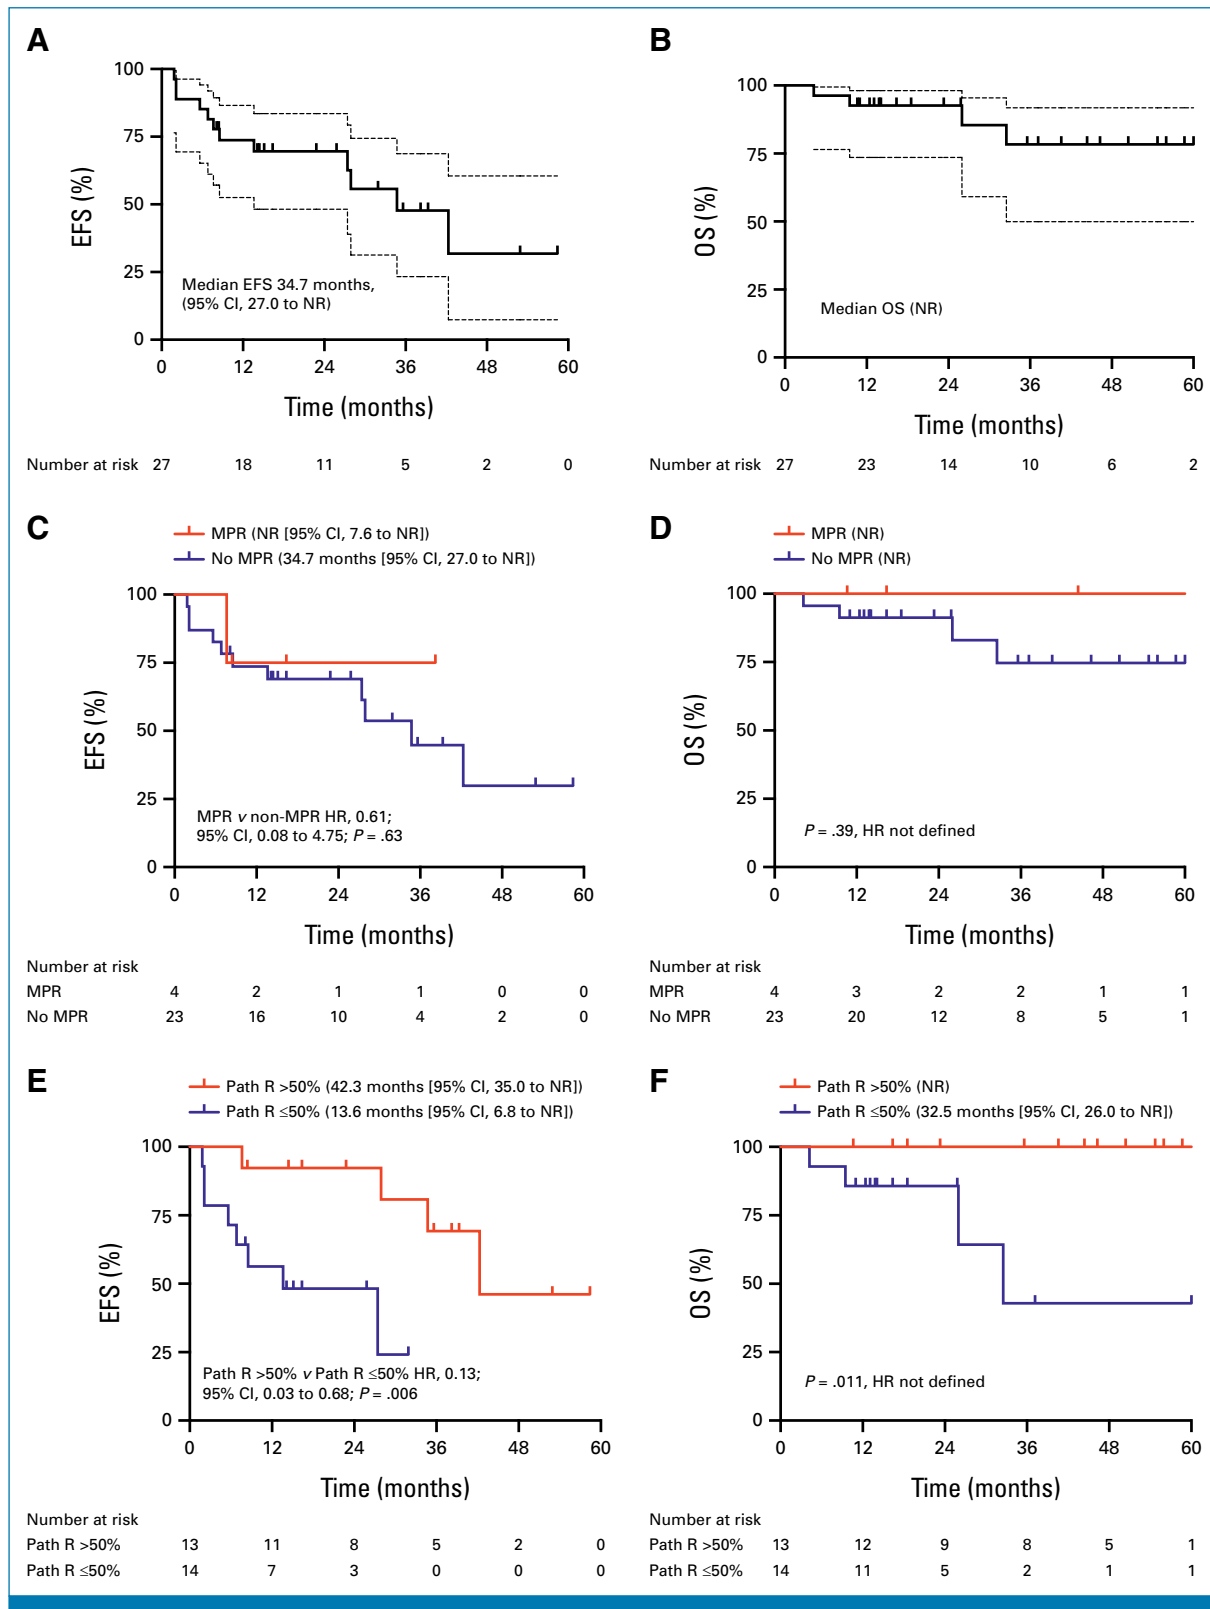 A
100
75
50
25
0
EFS (%)
Median EFS 34.7 months,
(95% CI, 27.0 to NR)
0 12 24 36 48 60
Time (months)
Number at risk 27 18 11 5 2 0
B
100
75
50
25
0
OS (%)
Median OS (NR)
0 12 24 36 48 60
Time (months)
Number at risk 27 23 14 10 6 2
C
MPR (NR [95% CI, 7.6 to NR])
No MPR (34.7 months [95% CI, 27.0 to NR])
100
75
50
25
0
EFS (%)
MPR v non-MPR HR, 0.61;
95% CI, 0.08 to 4.75; P = .63
0 12 24 36 48 60
Time (months)
Number at risk
MPR 4 2 1 1 0 0
No MPR 23 16 10 4 2 0
D
MPR (NR)
No MPR (NR)
100
75
50
25
0
OS (%)
P = .39, HR not defined
0 12 24 36 48 60
Time (months)
Number at risk
MPR 4 3 2 2 1 1
No MPR 23 20 12 8 5 1
E
Path R >50% (42.3 months [95% CI, 35.0 to NR])
Path R ≤50% (13.6 months [95% CI, 6.8 to NR])
100
75
50
25
0
EFS (%)
Path R >50% v Path R ≤50% HR, 0.13;
95% CI, 0.03 to 0.68; P = .006
0 12 24 36 48 60
Time (months)
Number at risk
Path R >50% 13 11 8 5 2 0
Path R ≤50% 14 7 3 0 0 0
F
Path R >50% (NR)
Path R ≤50% (32.5 months [95% CI, 26.0 to NR])
100
75
50
25
0
OS (%)
P = .011, HR not defined
0 12 24 36 48 60
Time (months)
Number at risk
Path R >50% 13 12 9 8 5 1
Path R ≤50% 14 11 5 2 1 1